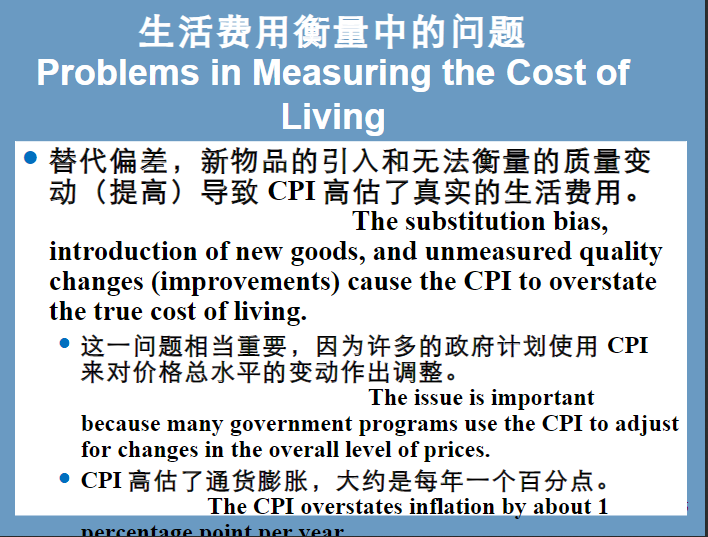 生活费用衡量中的问题
Problems in Measuring the Cost of
Living
替代偏差，新物品的引入和无法衡量的质量变
动（提高）导致 CPI 高估了真实的生活费用。
The substitution bias,
introduction of new goods, and unmeasured quality
changes (improvements) cause the CPI to overstate
the true cost of living.
这一问题相当重要，因为许多的政府计划使用 CPI
来对价格总水平的变动作出调整。
The issue is important
because many government programs use the CPI to adjust
for changes in the overall level of prices.
CPI 高估了通货膨胀，大约是每年一个百分点。
The CPI overstates inflation by about 1
percentage point per year